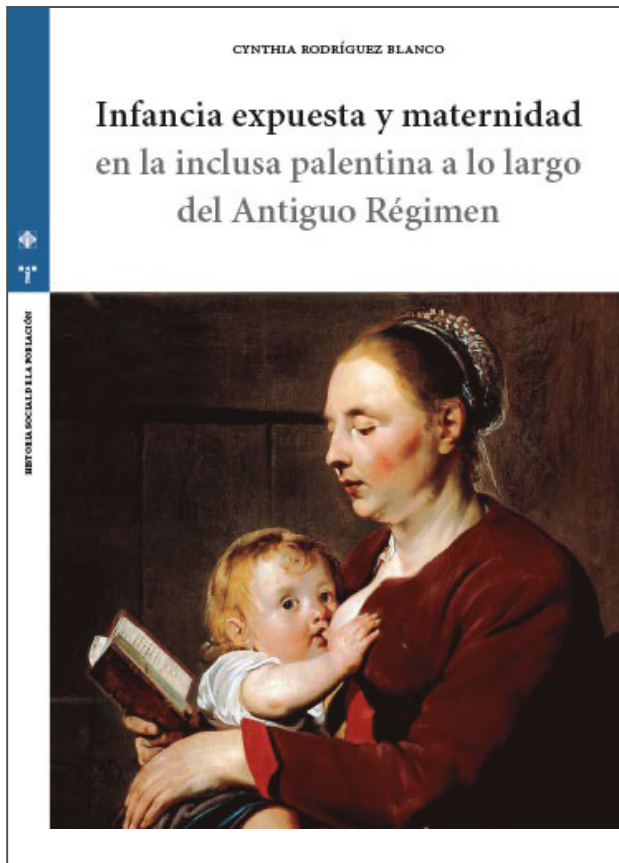 CYNTHIA RODRÍGUEZ BLANCO
Infancia expuesta y maternidad
en la inclusa palentina a lo largo
del Antiguo Régimen
HISTORIA SOCIAL DE LA POBLACIÓN